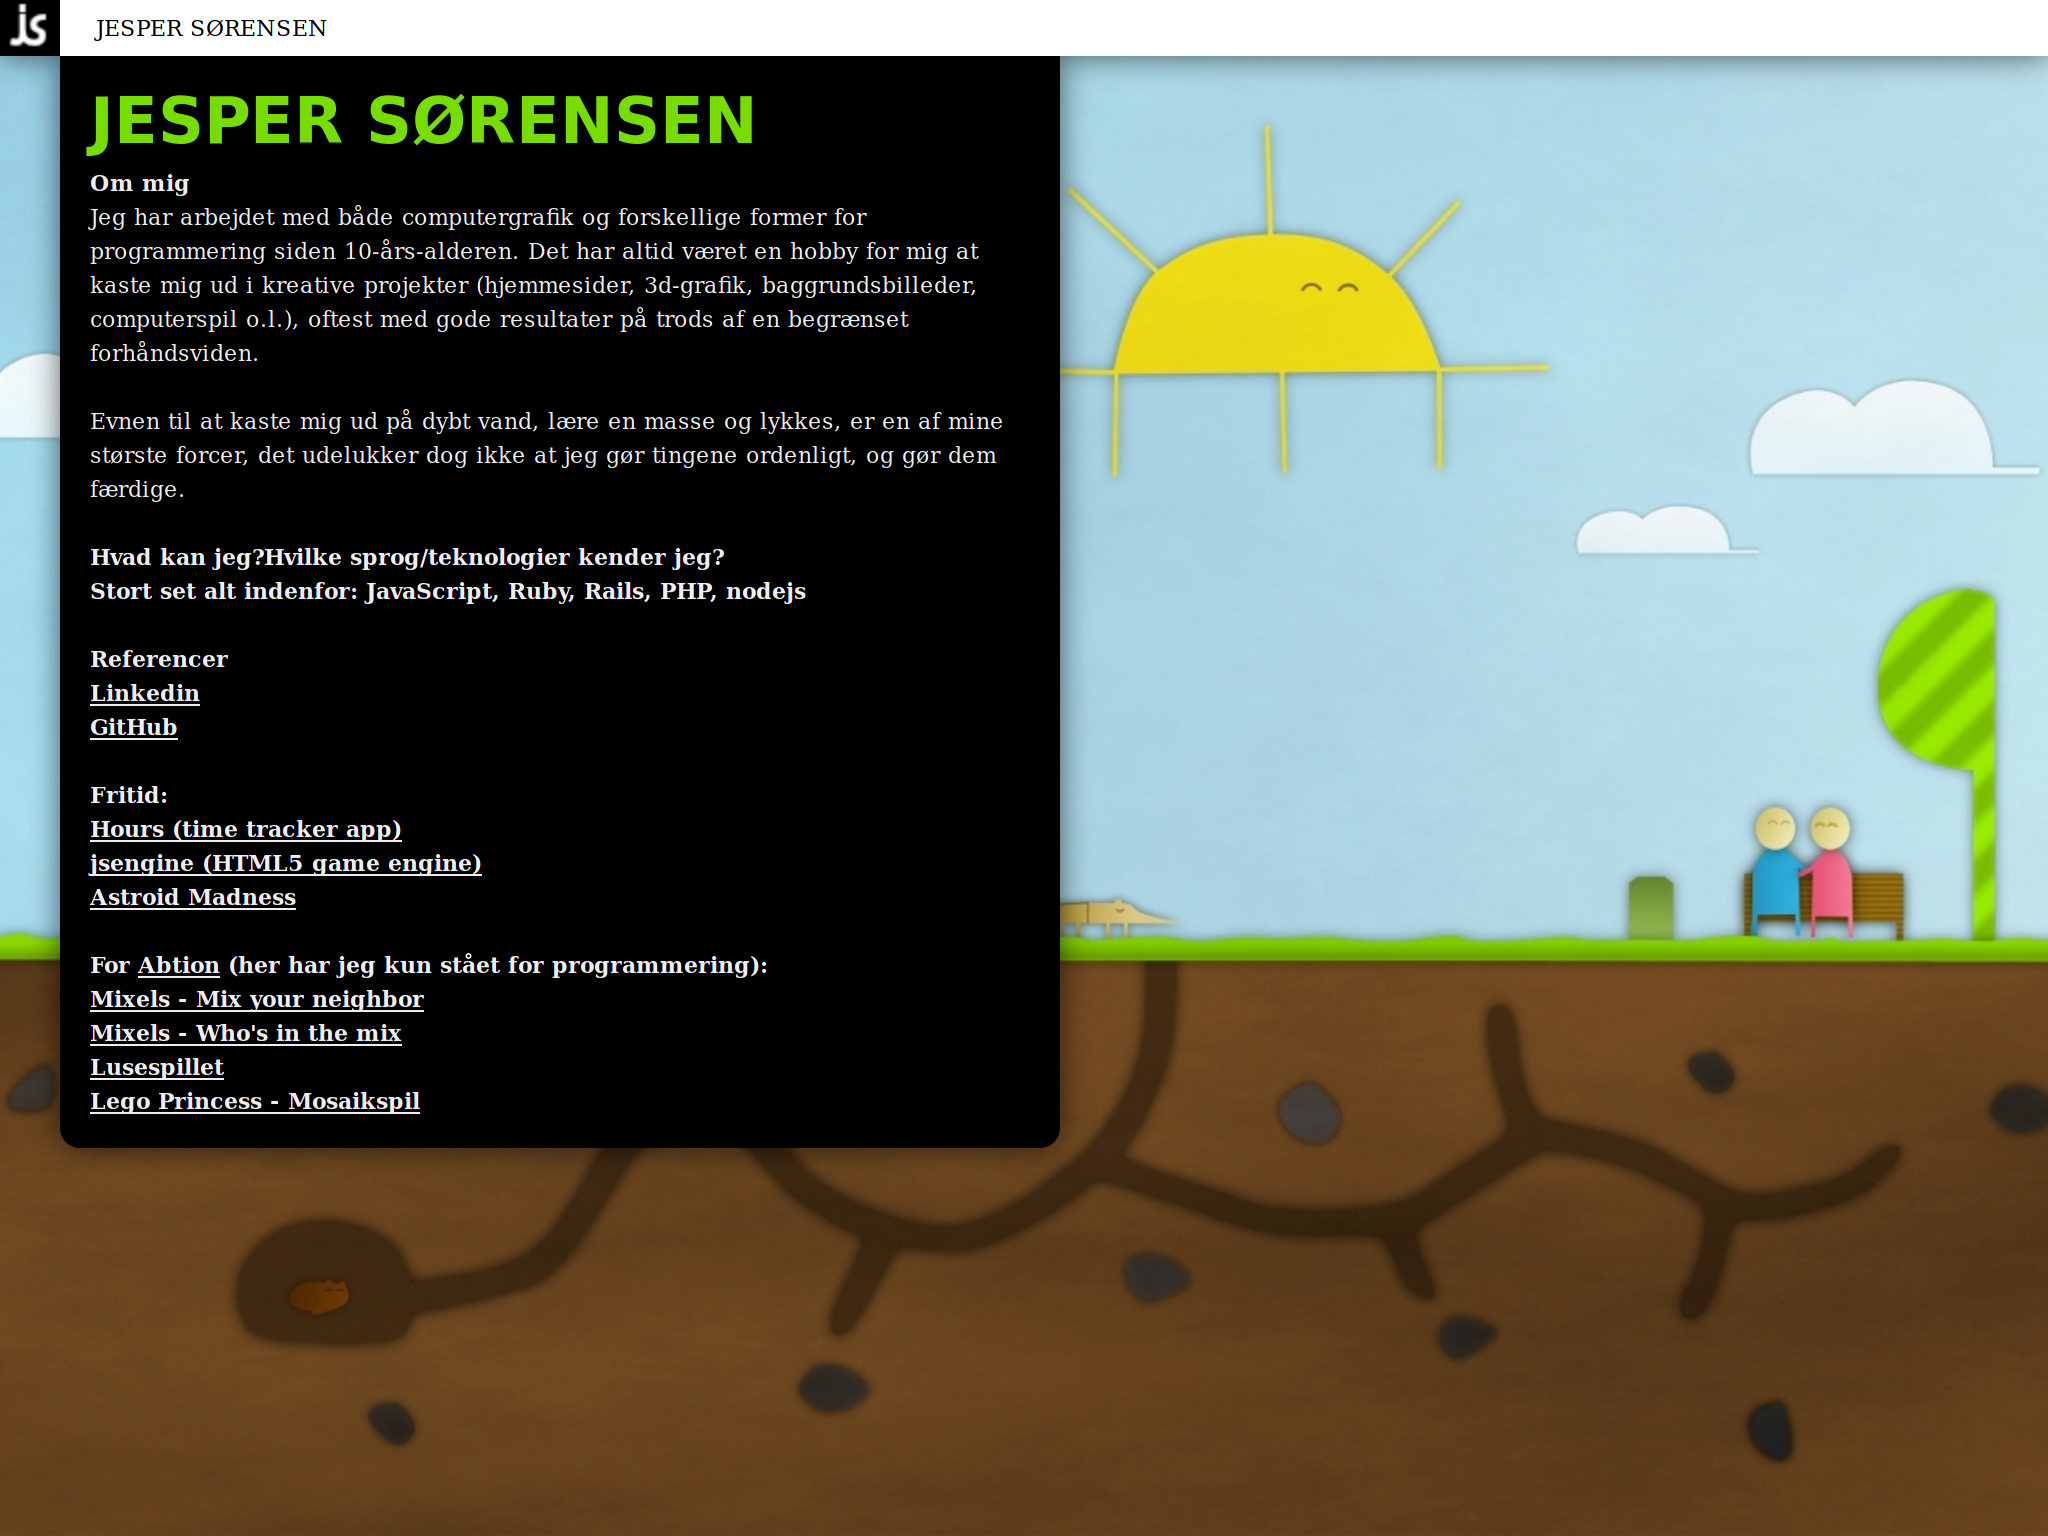 js
JESPER SØRENSEN
JESPER SØRENSEN
Om mig
Jeg har arbejdet med både computergrafik og forskellige former for
programmering siden 10-års-alderen. Det har altid været en hobby for mig at
kaste mig ud i kreative projekter (hjemmesider, 3d-grafik, baggrundsbilleder,
computerspil o.l.), oftest med gode resultater på trods af en begrænset
forhåndsviden.
Evnen til at kaste mig ud på dybt vand, lære en masse og lykkes, er en af mine
største forcer, det udelukker dog ikke at jeg gør tingene ordenligt, og gør dem
færdige.
Hvad kan jeg?Hvilke sprog/teknologier kender jeg?
Stort set alt indenfor: JavaScript, Ruby, Rails, PHP, nodejs
Referencer
Linkedin
GitHub
Fritid:
Hours (time tracker app)
jsengine (HTML5 game engine)
Astroid Madness
For Abtion (her har jeg kun stået for programmering):
Mixels - Mix your neighbor
Mixels - Who's in the mix
Lusespillet
Lego Princess - Mosaikspil